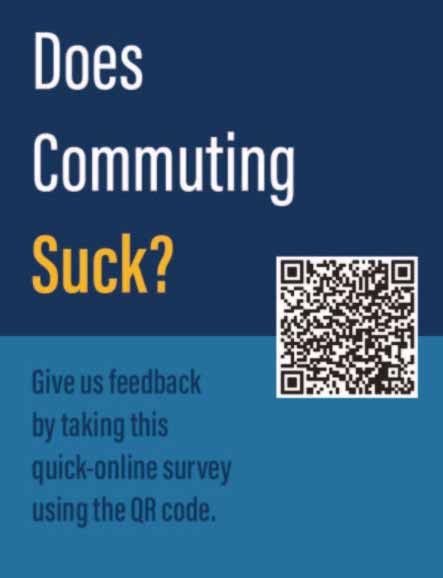 Does
Commuting
Suck?
Give us feedback
by taking this
quick-online survey
using the QR code.